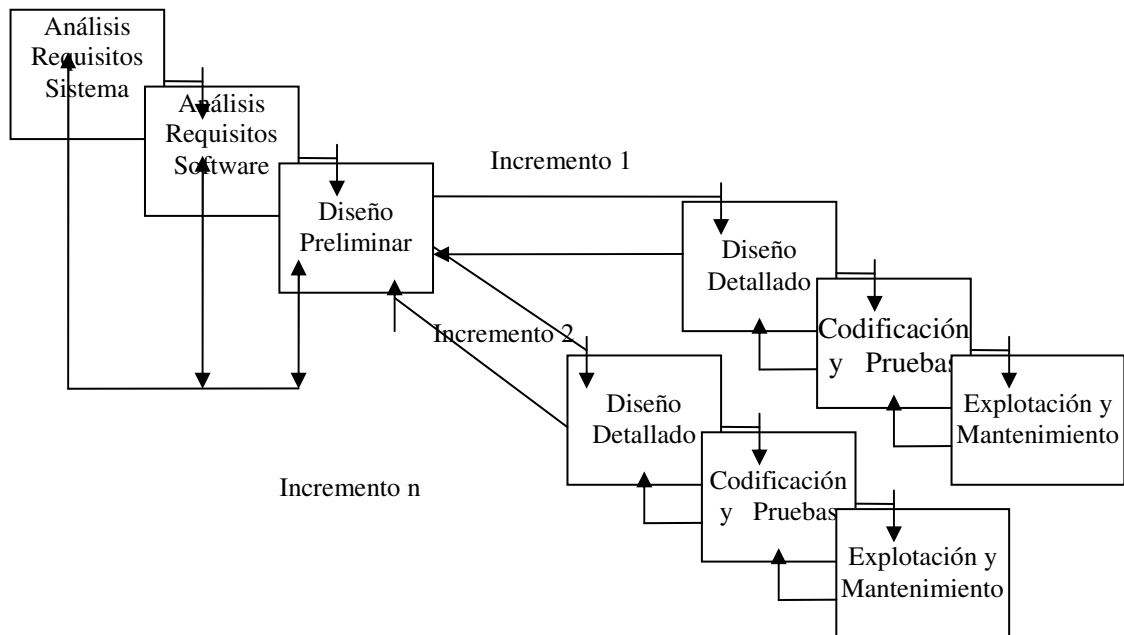 Análisis
Requisitos
Sistema
Análisis
Requisitos
Software
Diseño
Preliminar
Incremento 1
Diseño
Detallado
Codificación
y Pruebas
Explotación y
Mantenimiento
Incremento 2
Diseño
Detallado
Codificación
y Pruebas
Explotación y
Mantenimiento
Incremento n